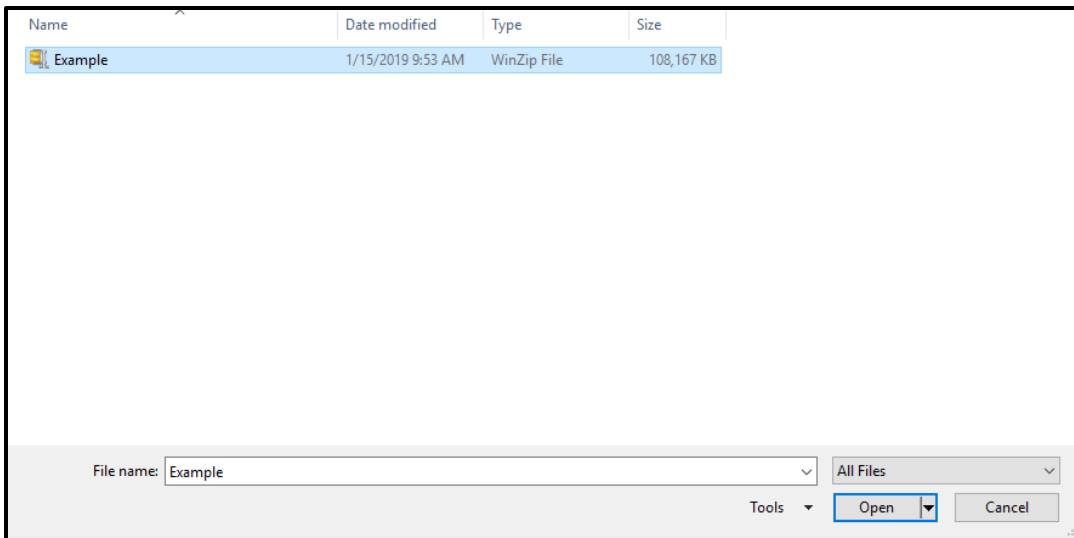 Name Date modified Type Size
Example 1/15/2019 9:53 AM WinZip File 108,167 KB
File name: Example All Files
Tools Open Cancel